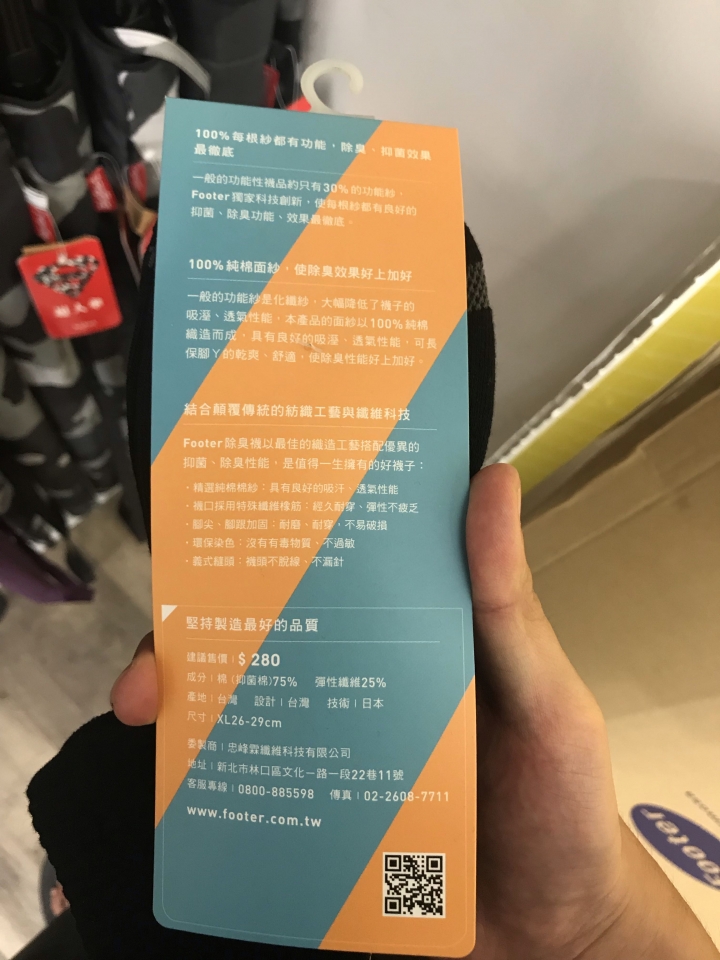 100%每根紗都有功能，除臭、抑菌效果
最徹底
一般的功能性襪品約只有30%的功能紗，
Footer獨家科技創新，使每根紗都有良好的
抑菌、除臭功能、效果最徹底。
100%純棉面紗，使除臭效果好上加好
一般的功能紗是化纖紗，大幅降低了襪子的
吸溼、透氣性能，本產品的面紗以100%純棉
織造而成，具有良好的吸溼、透氣性能，可長
保腳ㄚ的乾爽、舒適，使除臭性能好上加好。
結合顛覆傳統的紡織工藝與纖維科技
Footer除臭襪以最佳的織造工藝搭配優異的
抑菌、除臭性能，是值得一生擁有的好襪子：
・精選純棉棉紗：具有良好的吸汗、透氣性能
・襪口採用特殊纖維橡筋：經久耐穿、彈性不疲乏
・腳尖、腳跟加固：耐磨、耐穿，不易破損
・環保染色：沒有有毒物質、不過敏
・義式縫頭：襪頭不脫線、不漏針
堅持製造最好的品質
建議售價｜$ 280
成分｜棉(抑菌棉)75%　彈性纖維25%
產地｜台灣　設計｜台灣　技術｜日本
尺寸｜XL26-29cm
委製商｜忠峰霖纖維科技有限公司
地址｜新北市林口區文化一路一段22巷11號
客服專線｜0800-885598　傳真｜02-2608-7711
www.footer.com.tw
footer